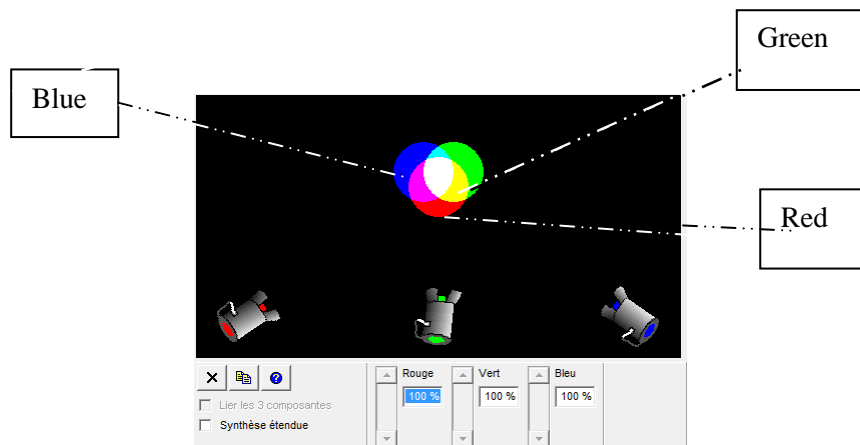 Green
Blue
Red
Rouge Vert Bleu
100 % 100 % 100 %
Lier les 3 composantes
Synthèse étendue